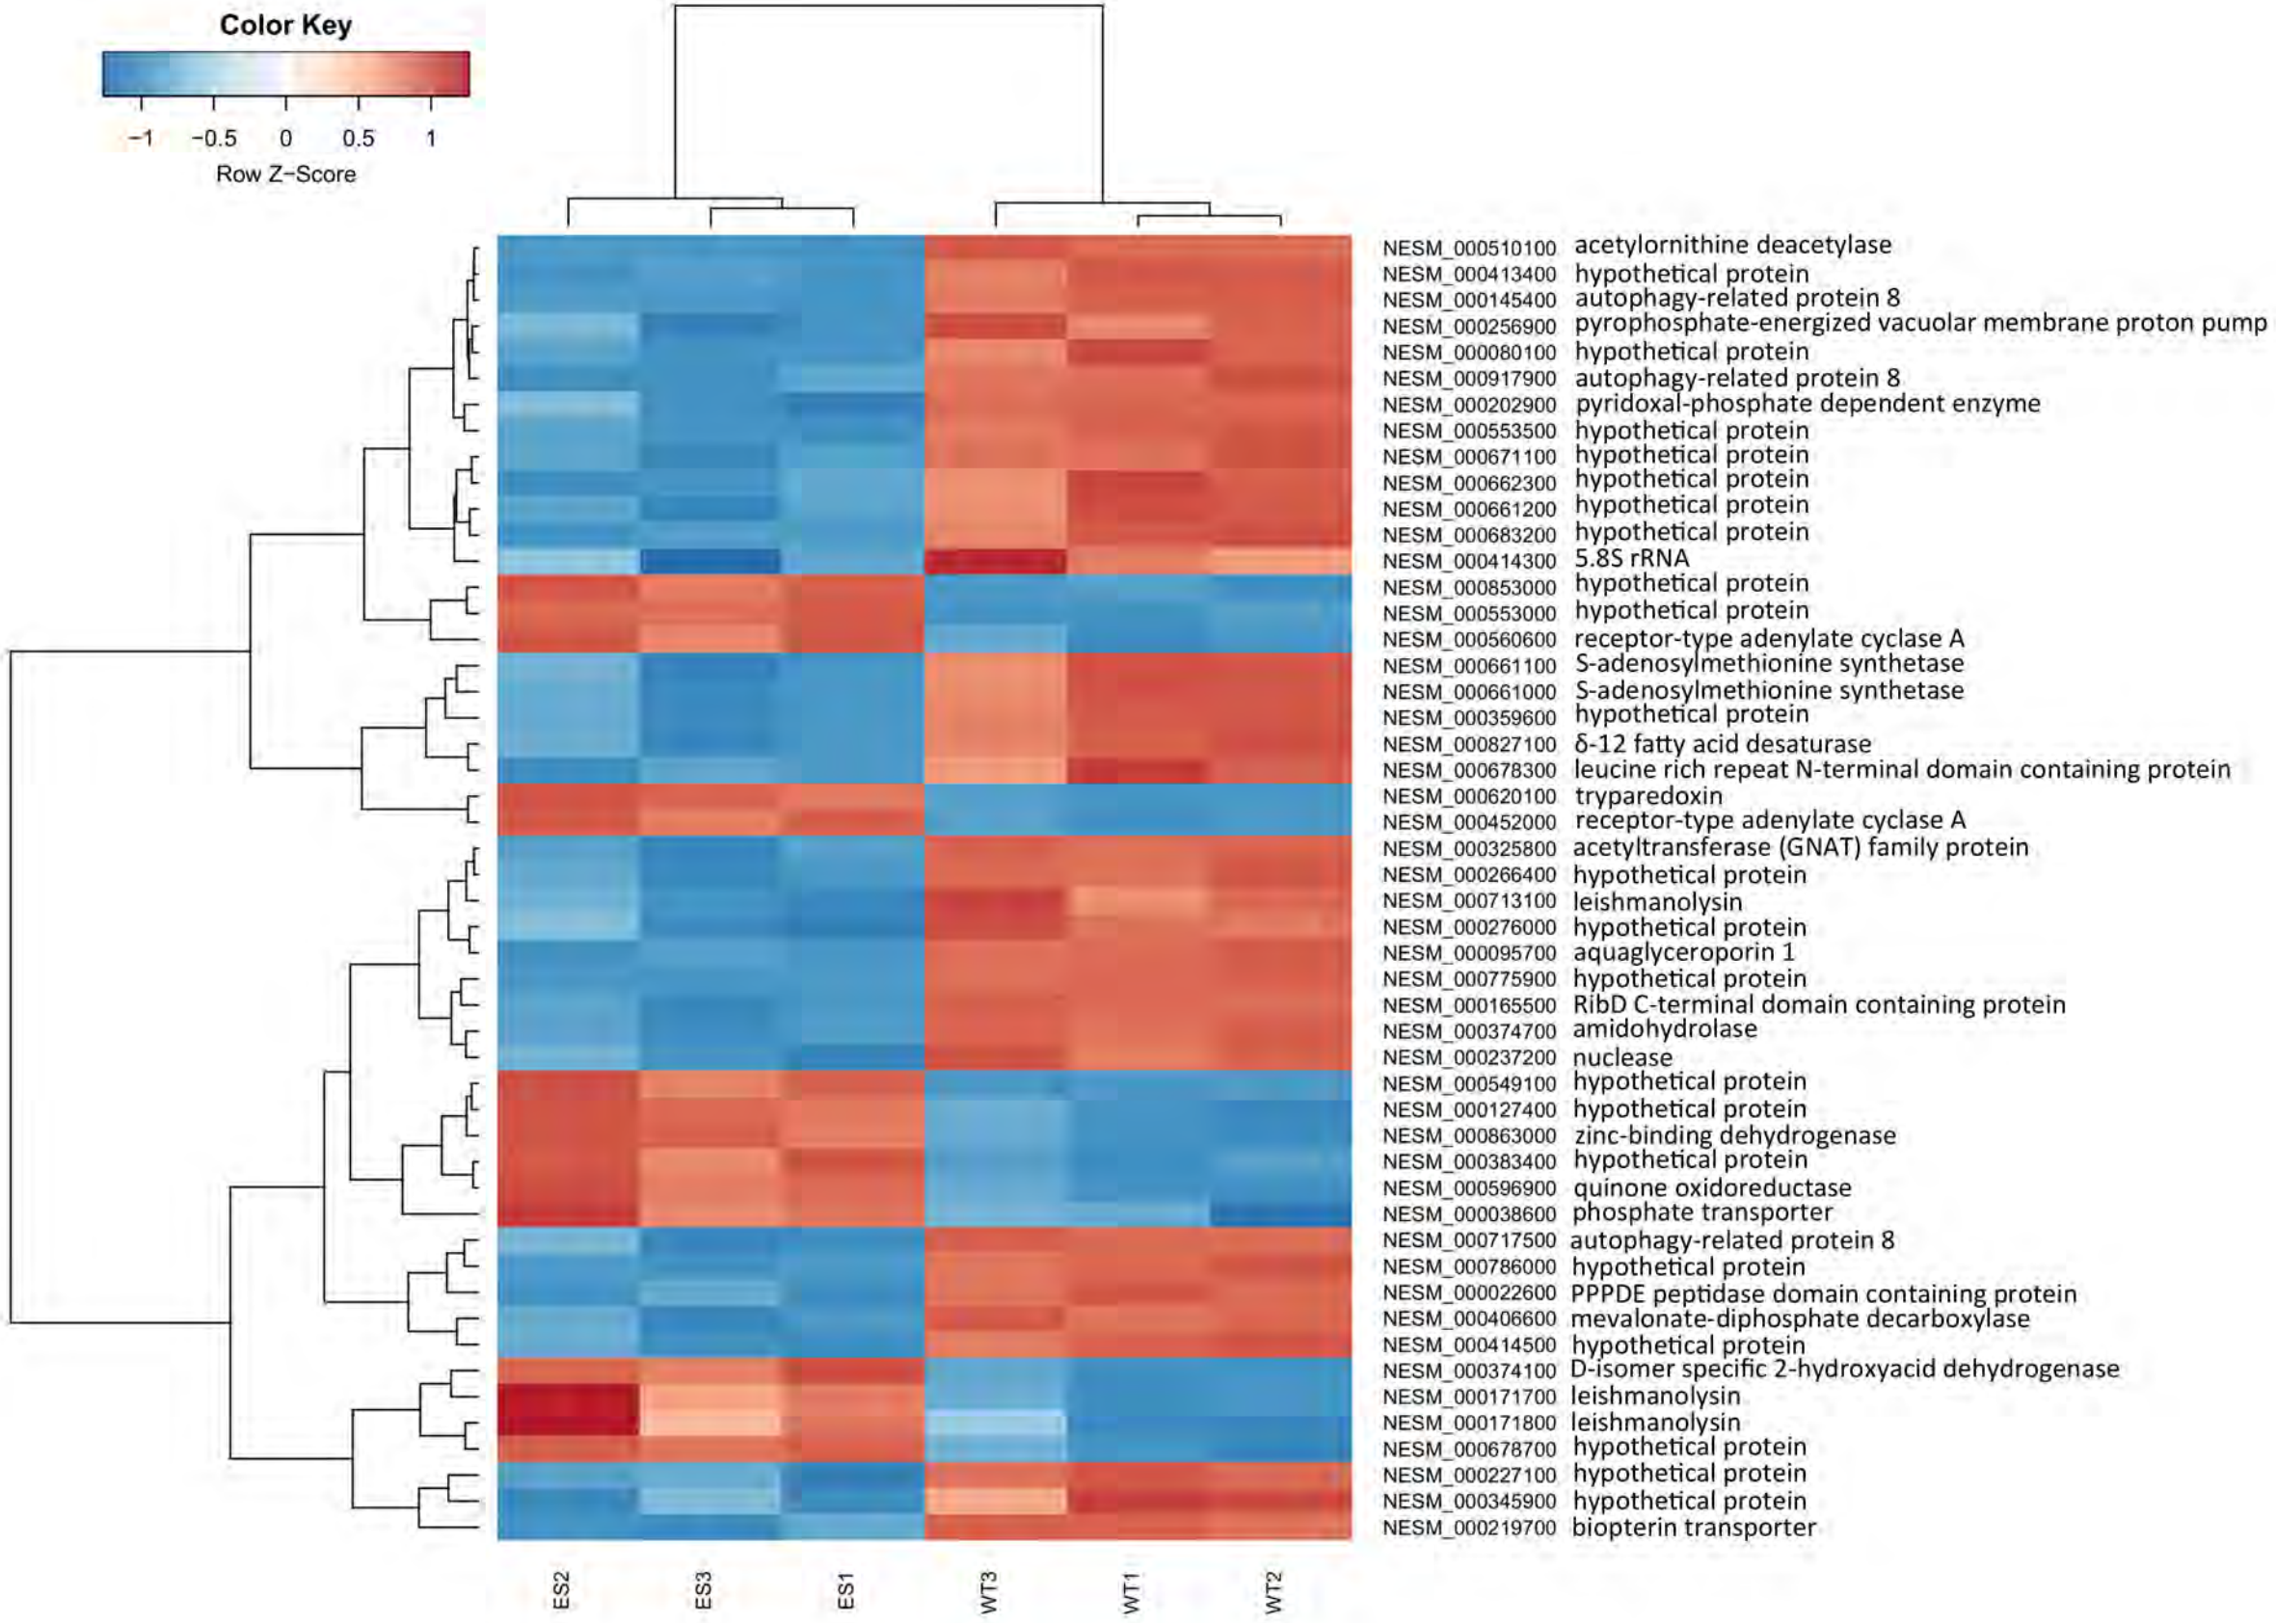 Color Key
−1 −0.5 0 0.5 1
Row Z−Score
NESM_000510100 acetylornithine deacetylase
NESM_000413400 hypothetical protein
NESM_000145400 autophagy-related protein 8
NESM_000256900 pyrophosphate-energized vacuolar membrane proton pump
NESM_000080100 hypothetical protein
NESM_000917900 autophagy-related protein 8
NESM_000202900 pyridoxal-phosphate dependent enzyme
NESM_000553500 hypothetical protein
NESM_000671100 hypothetical protein
NESM_000662300 hypothetical protein
NESM_000661200 hypothetical protein
NESM_000683200 hypothetical protein
NESM_000414300 5.8S rRNA
NESM_000853000 hypothetical protein
NESM_000553000 hypothetical protein
NESM_000560600 receptor-type adenylate cyclase A
NESM_000661100 S-adenosylmethionine synthetase
NESM_000661000 S-adenosylmethionine synthetase
NESM_000359600 hypothetical protein
NESM_000827100 δ-12 fatty acid desaturase
NESM_000678300 leucine rich repeat N-terminal domain containing protein
NESM_000620100 tryparedoxin
NESM_000452000 receptor-type adenylate cyclase A
NESM_000325800 acetyltransferase (GNAT) family protein
NESM_000266400 hypothetical protein
NESM_000713100 leishmanolysin
NESM_000276000 hypothetical protein
NESM_000095700 aquaglyceroporin 1
NESM_000775900 hypothetical protein
NESM_000165500 RibD C-terminal domain containing protein
NESM_000374700 amidohydrolase
NESM_000237200 nuclease
NESM_000549100 hypothetical protein
NESM_000127400 hypothetical protein
NESM_000863000 zinc-binding dehydrogenase
NESM_000383400 hypothetical protein
NESM_000596900 quinone oxidoreductase
NESM_000038600 phosphate transporter
NESM_000717500 autophagy-related protein 8
NESM_000786000 hypothetical protein
NESM_000022600 PPPDE peptidase domain containing protein
NESM_000406600 mevalonate-diphosphate decarboxylase
NESM_000414500 hypothetical protein
NESM_000374100 D-isomer specific 2-hydroxyacid dehydrogenase
NESM_000171700 leishmanolysin
NESM_000171800 leishmanolysin
NESM_000678700 hypothetical protein
NESM_000227100 hypothetical protein
NESM_000345900 hypothetical protein
NESM_000219700 biopterin transporter
ES2 ES3 ES1 WT3 WT1 WT2